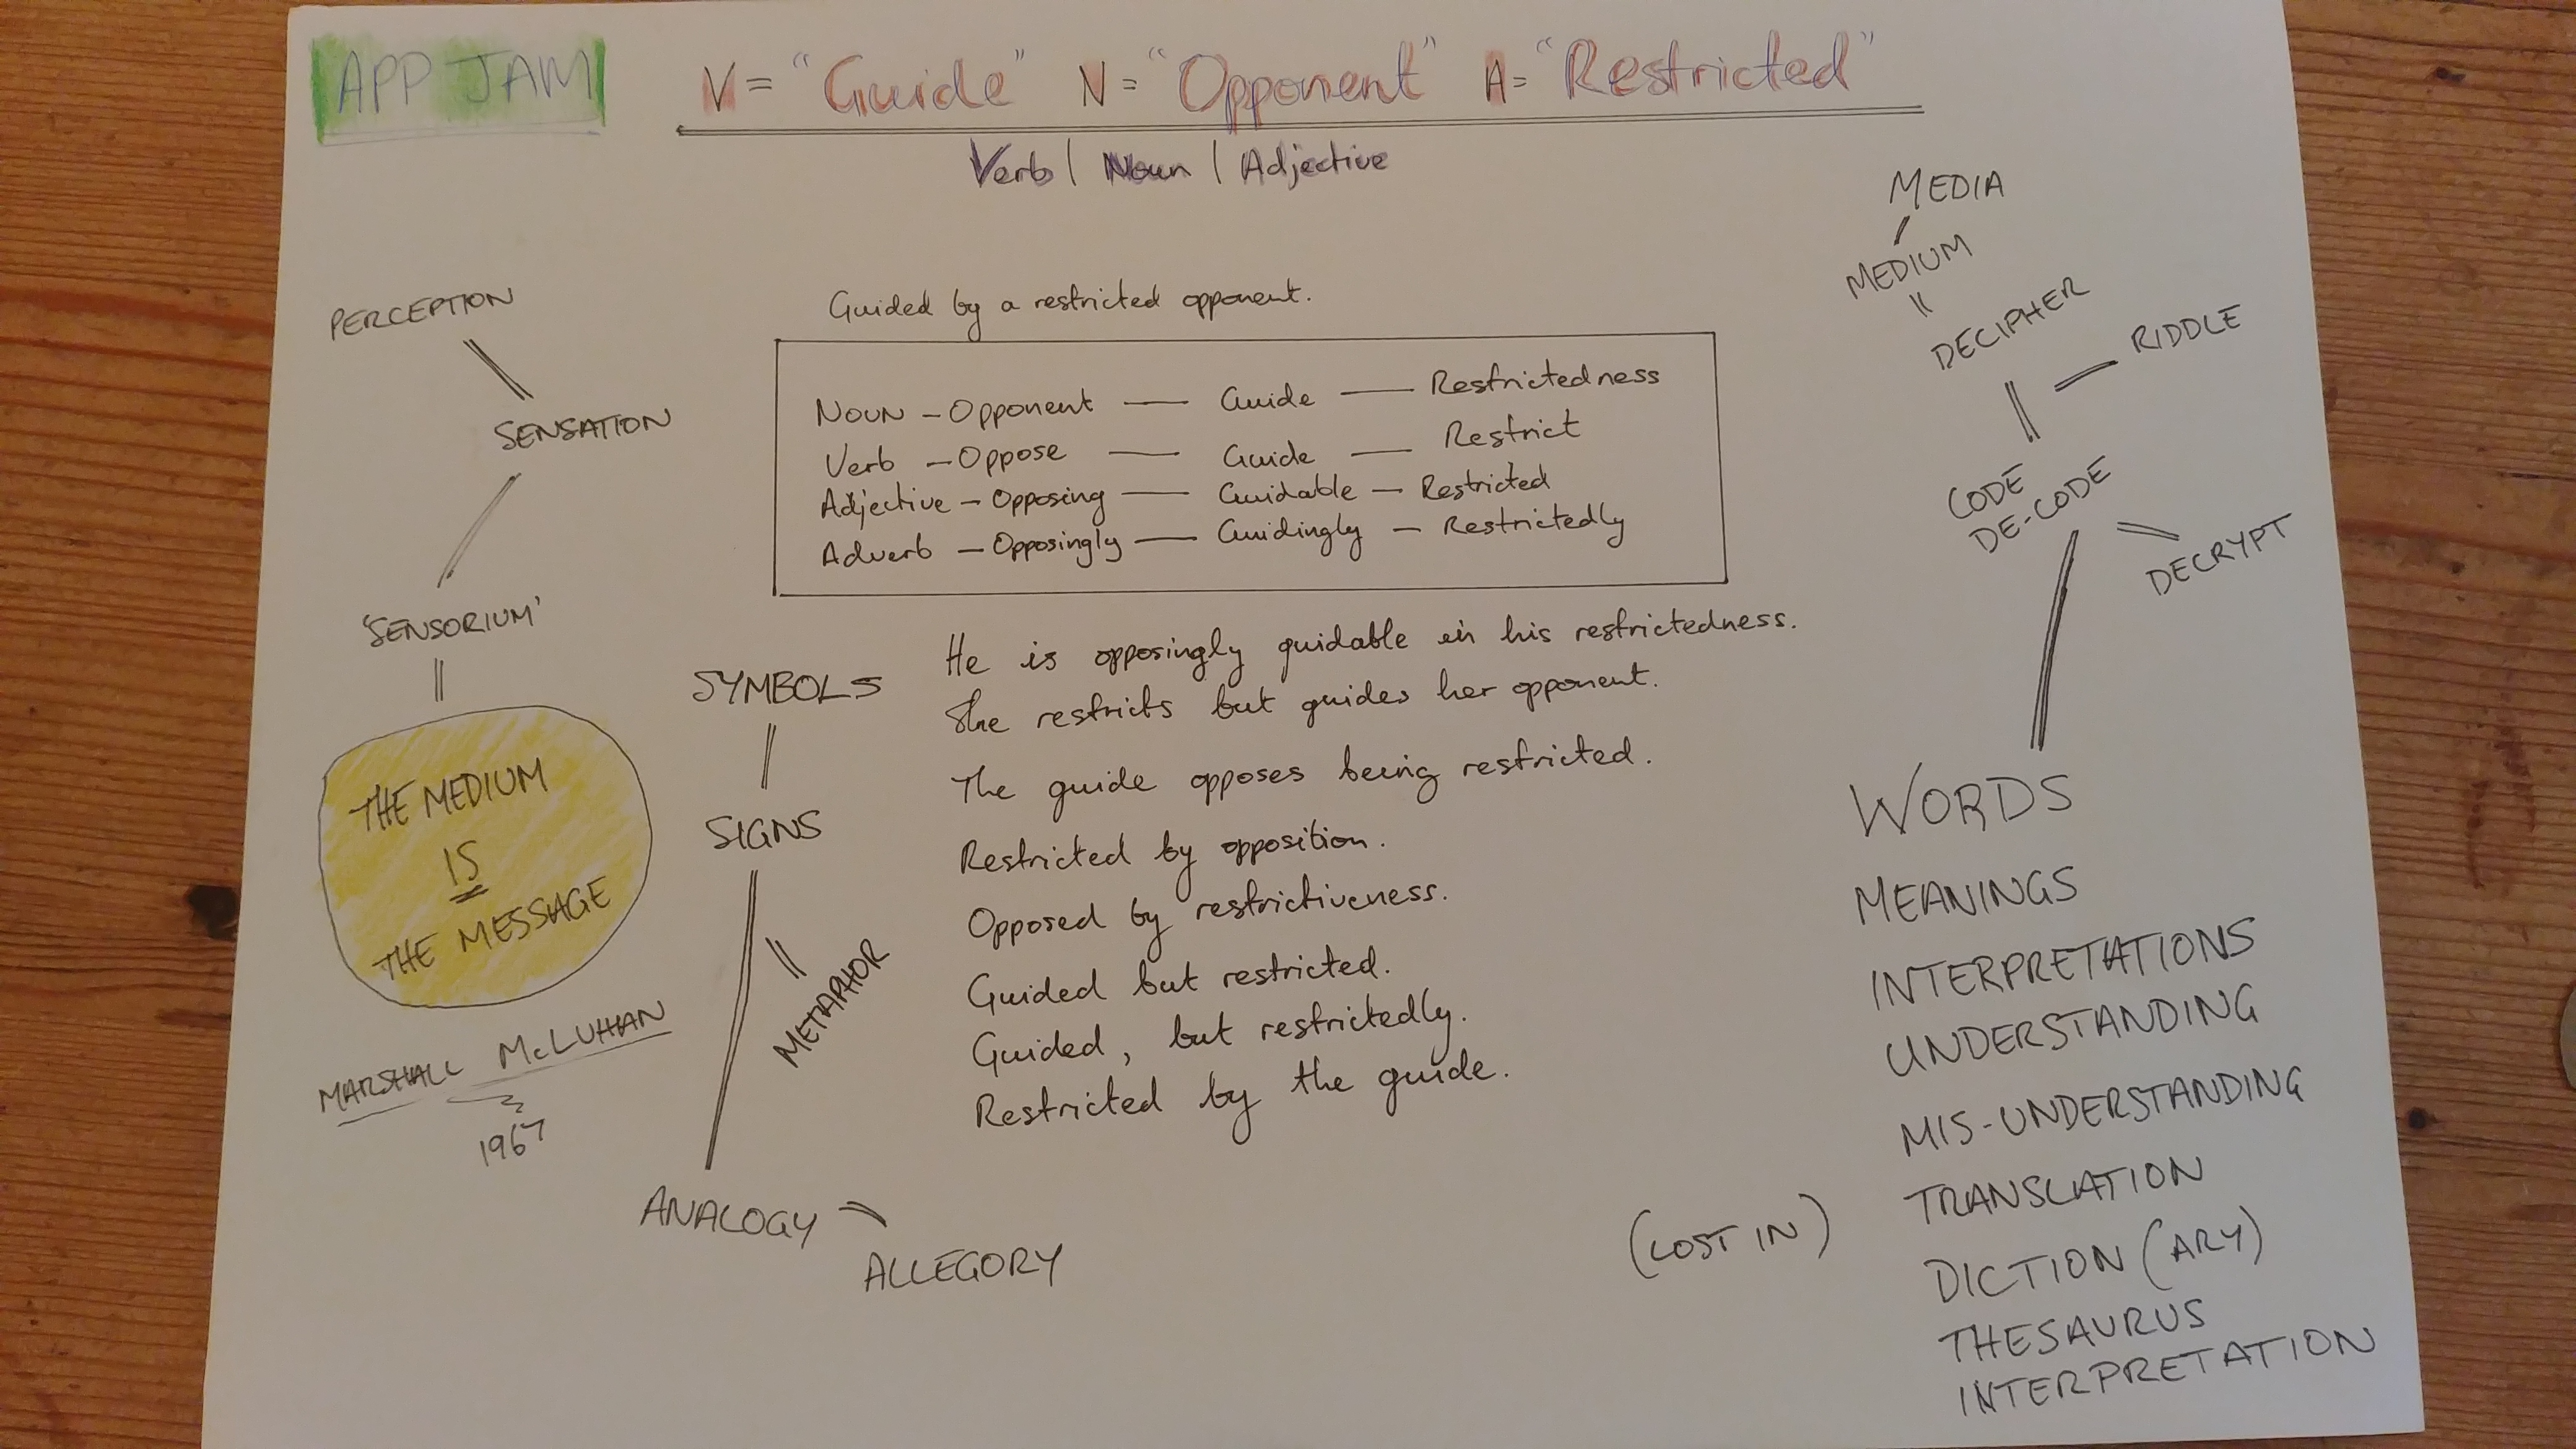 APP JAM
V = "Guide" N = "Opponent" A = "Restricted"
Verb | Noun | Adjective
PERCEPTION
SENSATION
'SENSORIUM'
THE MEDIUM
IS
THE MESSAGE
MARSHALL McLUHAN
1967
Guided by a restricted opponent.
NOUN - Opponent — Guide — Restrictedness
Verb - Oppose — Guide — Restrict
Adjective - Opposing — Guidable — Restricted
Adverb - Opposingly — Guidingly - Restrictedly
SYMBOLS
SIGNS
METAPHOR
ANALOGY
ALLEGORY
He is opposingly guidable in his restrictedness.
She restricts but guides her opponent.
The guide opposes being restricted.
Restricted by opposition.
Opposed by restrictiveness.
Guided but restricted.
Guided, but restrictedly.
Restricted by the guide.
MEDIA
MEDIUM
DECIPHER
RIDDLE
CODE
DE-CODE
DECRYPT
WORDS
MEANINGS
INTERPRETATIONS
UNDERSTANDING
MIS-UNDERSTANDING
(LOST IN) TRANSLATION
DICTION (ARY)
THESAURUS
INTERPRETATION